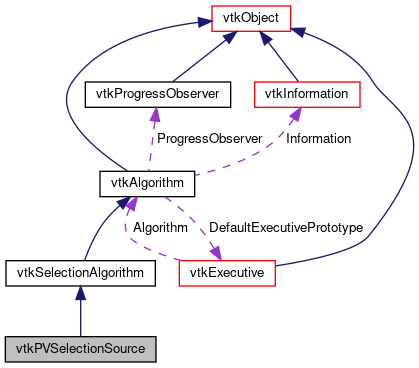 vtkObject
vtkProgressObserver
vtkInformation
ProgressObserver
Information
vtkAlgorithm
Algorithm
DefaultExecutivePrototype
vtkSelectionAlgorithm
vtkExecutive
vtkPVSelectionSource